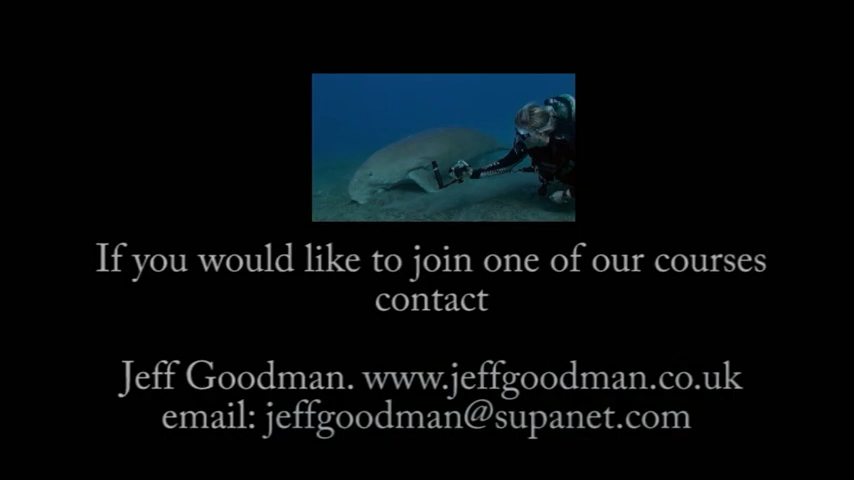 If you would like to join one of our courses
contact
Jeff Goodman. www.jeffgoodman.co.uk
email: jeffgoodman@supanet.com